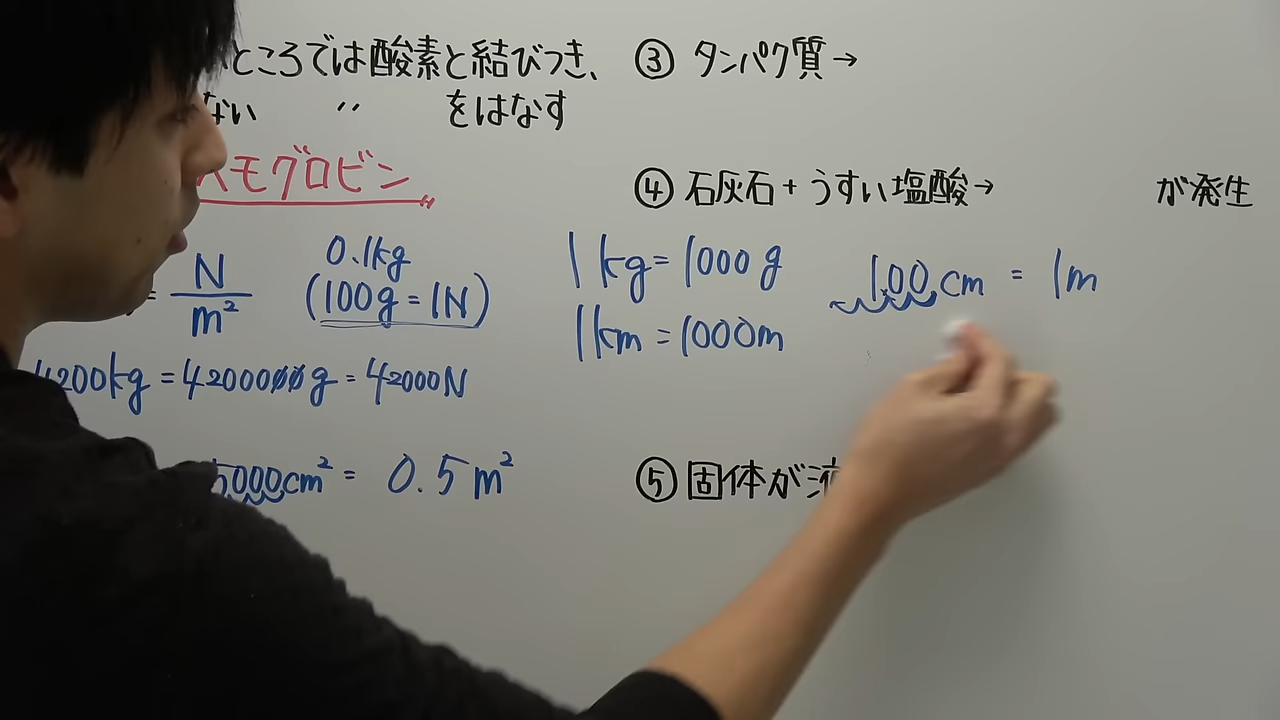 ところでは酸素と結びつき、
ない 〃 をはなす
ヘモグロビン
= N/m²
0.1kg
(100g = 1N)
4200kg = 4200000g = 42000N
5000cm² = 0.5m²
③ タンパク質→
④ 石灰石 + うすい塩酸→ が発生
1kg = 1000g
1km = 1000m
100cm = 1m
⑤ 固体が液